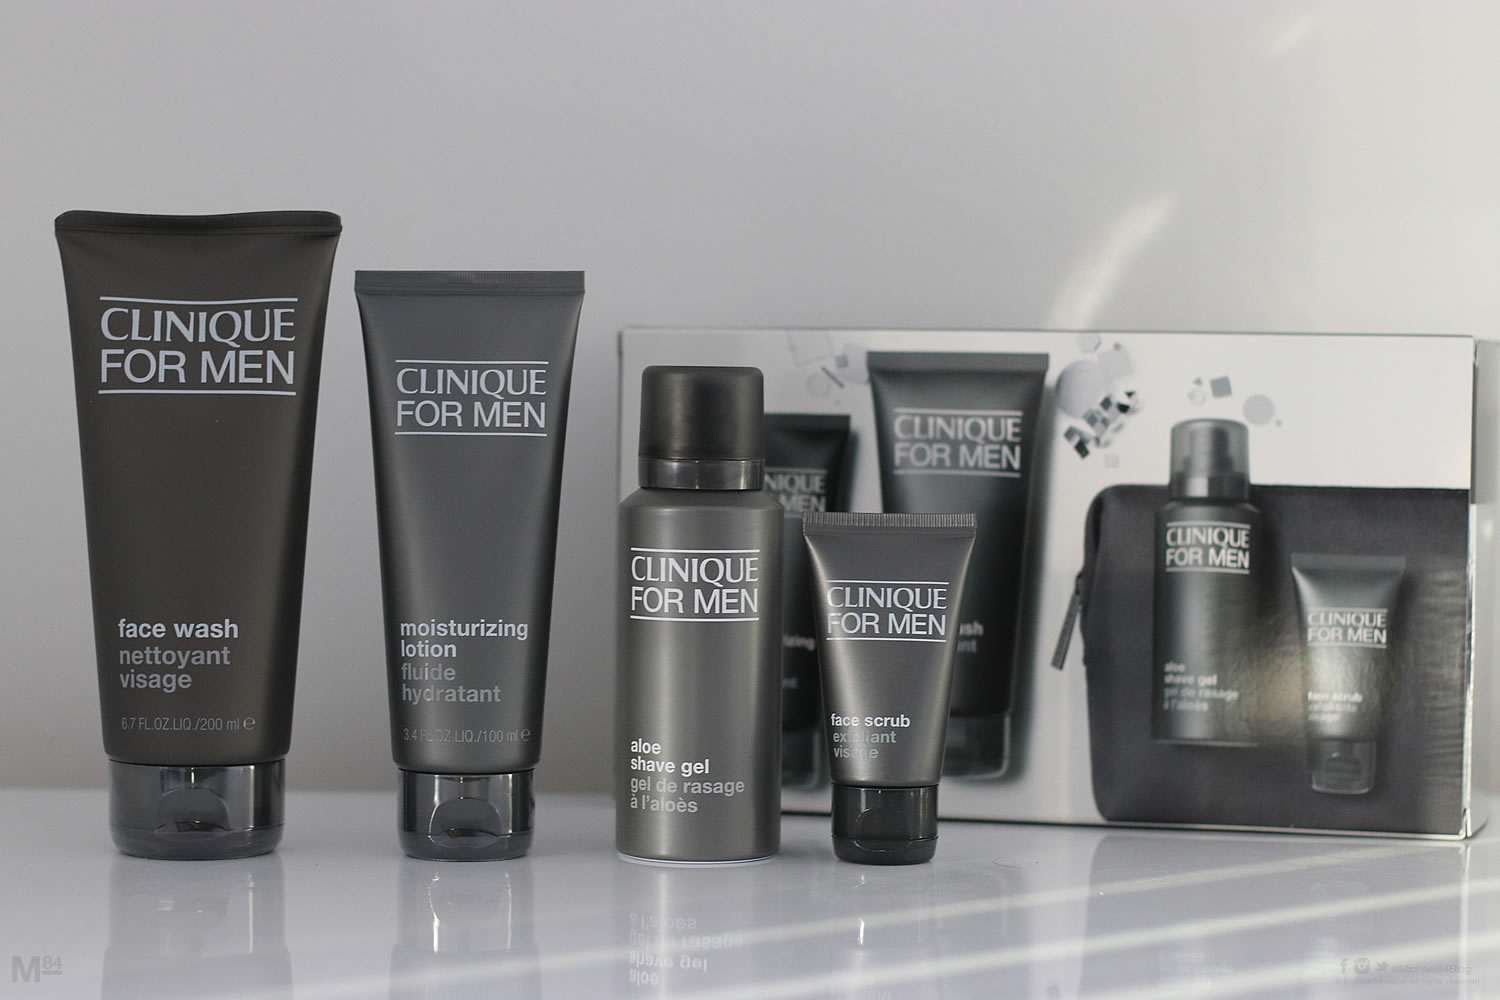 CLINIQUE
FOR MEN
face wash
nettoyant
visage
6.7 FL.OZ.LIQ./200 ml ℮
CLINIQUE
FOR MEN
moisturizing
lotion
fluide
hydratant
3.4 FL.OZ.LIQ./100 ml ℮
CLINIQUE
FOR MEN
aloe
shave gel
gel de rasage
à l'aloès
CLINIQUE
FOR MEN
face scrub
exfoliant
visage
CLINIQUE
FOR MEN
CLINIQUE
FOR MEN
aloe
shave gel
gel de rasage
à l'aloès
CLINIQUE
FOR MEN
face scrub
visage
M84
@Michael84Blog